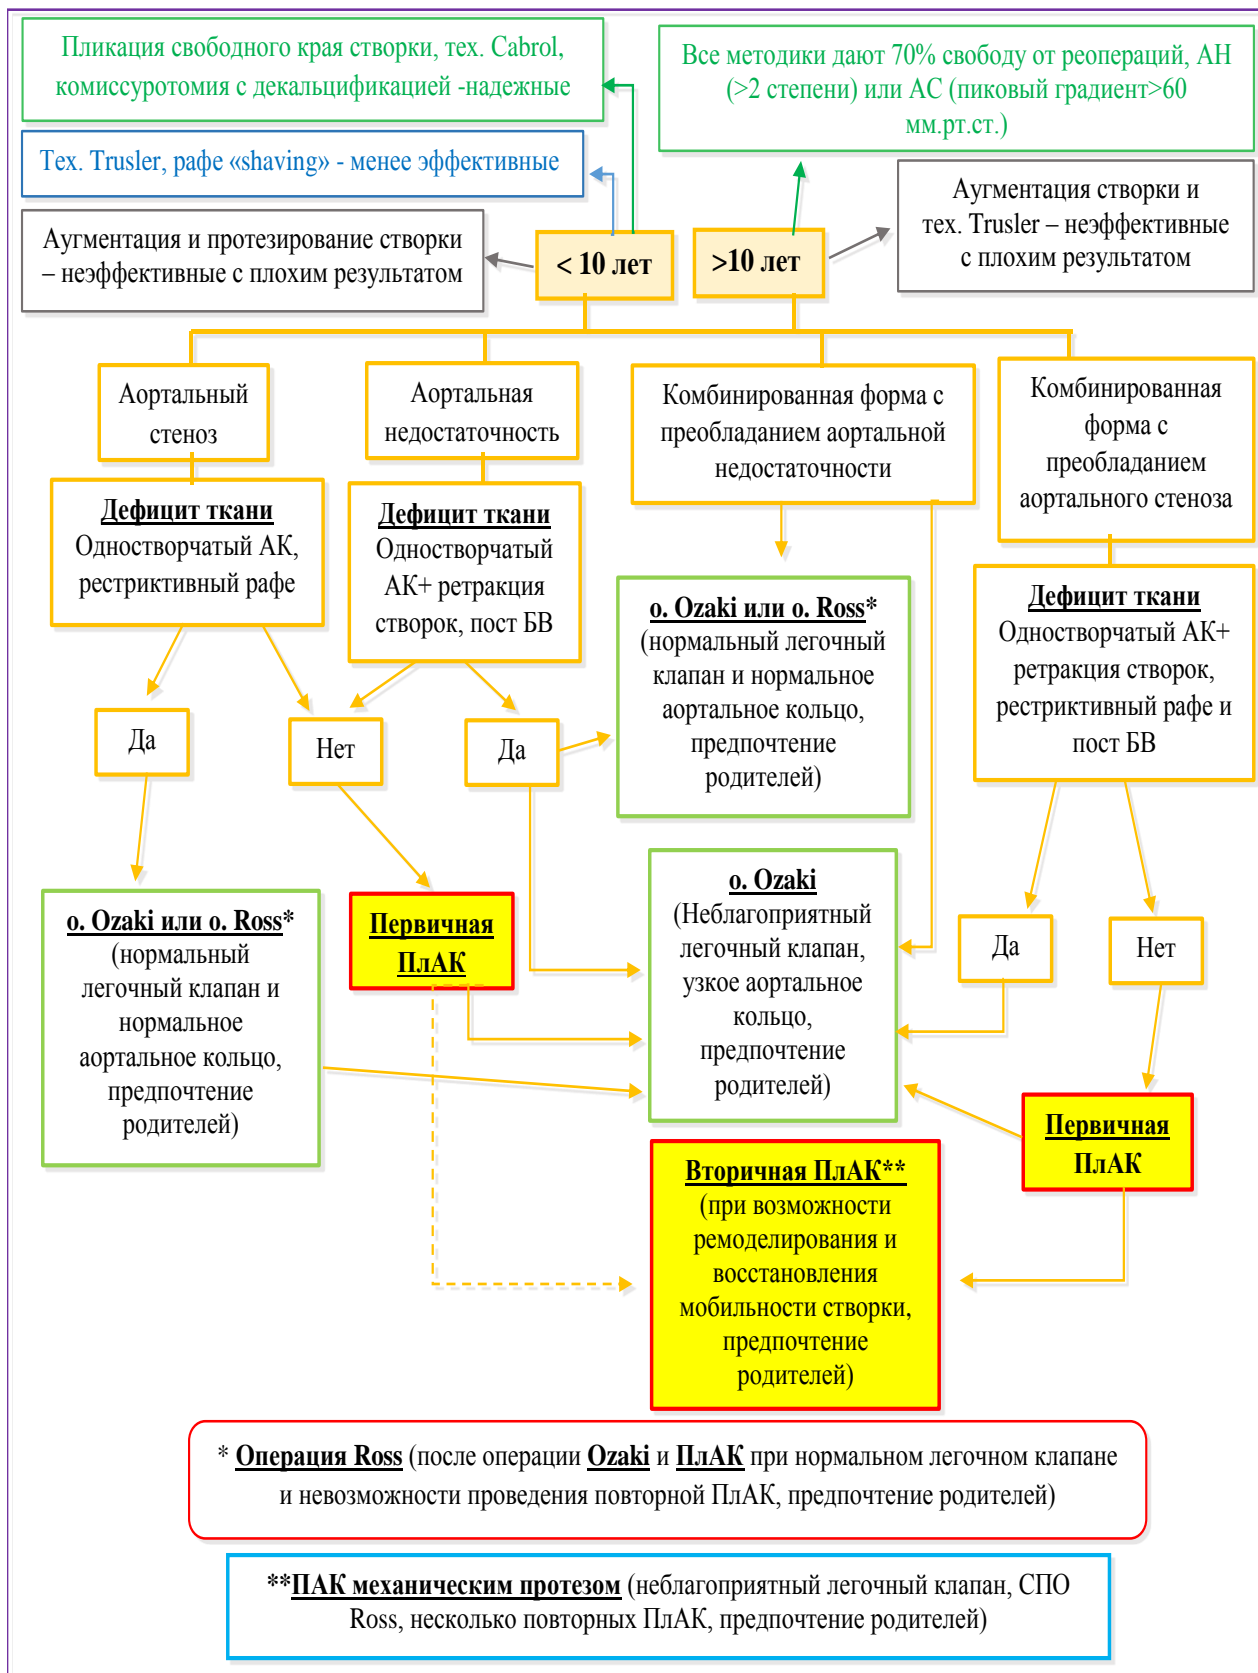 Пликация свободного края створки, тех. Cabrol,
комиссуротомия с декальцификацией -надежные
Все методики дают 70% свободу от реопераций, АН
(>2 степени) или АС (пиковый градиент>60
мм.рт.ст.)
Тех. Trusler, рафе «shaving» - менее эффективные
Аугментация и протезирование створки
– неэффективные с плохим результатом
Аугментация створки и
тех. Trusler – неэффективные
с плохим результатом
< 10 лет
>10 лет
Аортальный
стеноз
Аортальная
недостаточность
Комбинированная форма с
преобладанием аортальной
недостаточности
Комбинированная
форма с
преобладанием
аортального стеноза
Дефицит ткани
Одностворчатый АК,
рестриктивный рафе
Дефицит ткани
Одностворчатый
АК+ ретракция
створок, пост БВ
о. Ozaki или о. Ross*
(нормальный легочный
клапан и нормальное
аортальное кольцо,
предпочтение
родителей)
Дефицит ткани
Одностворчатый АК+
ретракция створок,
рестриктивный рафе и
пост БВ
Да
Нет
Да
о. Ozaki или о. Ross*
(нормальный
легочный клапан и
нормальное
аортальное кольцо,
предпочтение
родителей)
Первичная
ПлАК
о. Ozaki
(Неблагоприятный
легочный клапан,
узкое аортальное
кольцо,
предпочтение
родителей)
Да
Нет
Первичная
ПлАК
Вторичная ПлАК**
(при возможности
ремоделирования и
восстановления
мобильности створки,
предпочтение
родителей)
* Операция Ross (после операции Ozaki и ПлАК при нормальном легочном клапане
и невозможности проведения повторной ПлАК, предпочтение родителей)
**ПАК механическим протезом (неблагоприятный легочный клапан, СПО
Ross, несколько повторных ПлАК, предпочтение родителей)